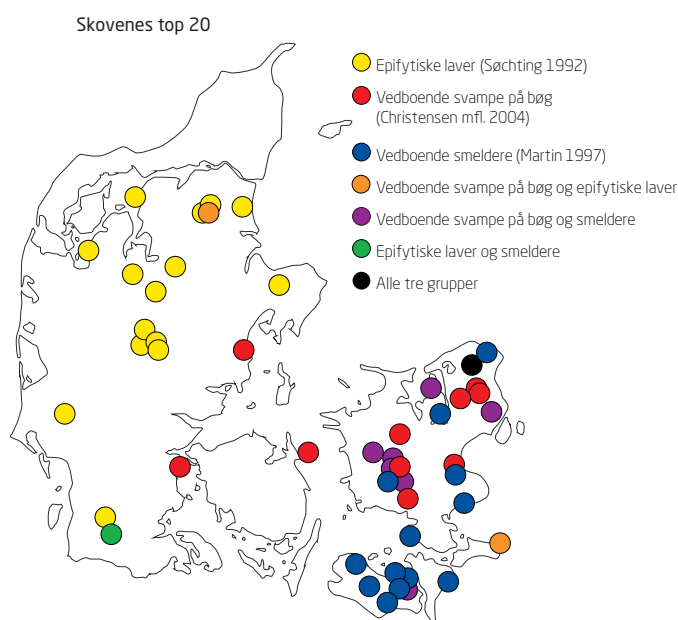 Skovenes top 20
Epifytiske laver (Søchting 1992)
Vedboende svampe på bøg
(Christensen mfl. 2004)
Vedboende smeldere (Martin 1997)
Vedboende svampe på bøg og epifytiske laver
Vedboende svampe på bøg og smeldere
Epifytiske laver og smeldere
Alle tre grupper